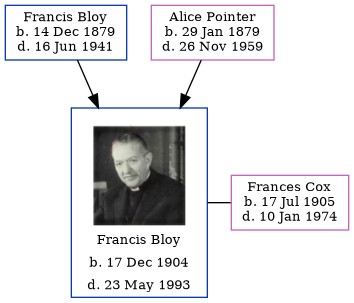 Francis Bloy
b. 14 Dec 1879
d. 16 Jun 1941
Alice Pointer
b. 29 Jan 1879
d. 26 Nov 1959
Francis Bloy
b. 17 Dec 1904
d. 23 May 1993
Frances Cox
b. 17 Jul 1905
d. 10 Jan 1974